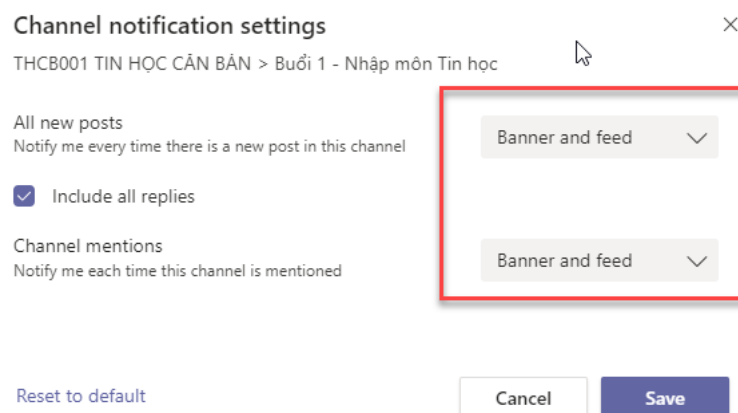 Channel notification settings
THCB001 TIN HỌC CĂN BẢN > Buổi 1 - Nhập môn Tin học
All new posts
Banner and feed
Notify me every time there is a new post in this channel
Include all replies
Channel mentions
Banner and feed
Notify me each time this channel is mentioned
Reset to default
Cancel
Save